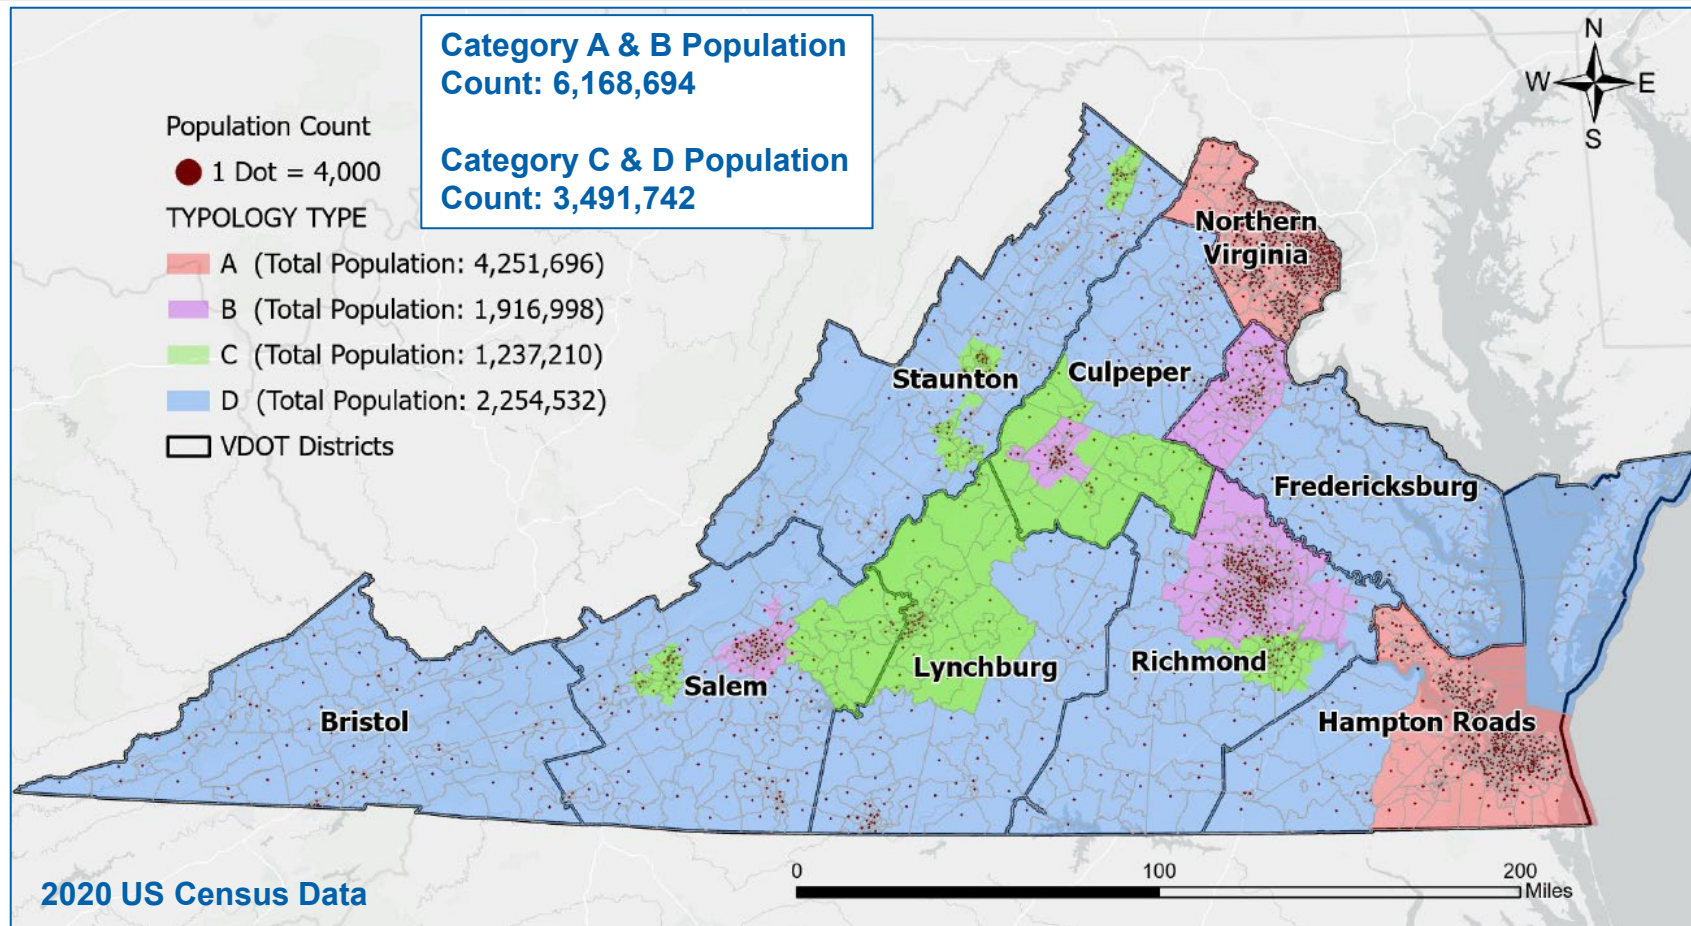 Category A & B Population
Count: 6,168,694
Category C & D Population
Count: 3,491,742
N
W
E
S
Population Count
1 Dot = 4,000
TYPOLOGY TYPE
A (Total Population: 4,251,696)
B (Total Population: 1,916,998)
C (Total Population: 1,237,210)
D (Total Population: 2,254,532)
VDOT Districts
Northern
Virginia
Staunton
Culpeper
Fredericksburg
Lynchburg
Richmond
Salem
Bristol
Hampton Roads
0
100
200
Miles
2020 US Census Data